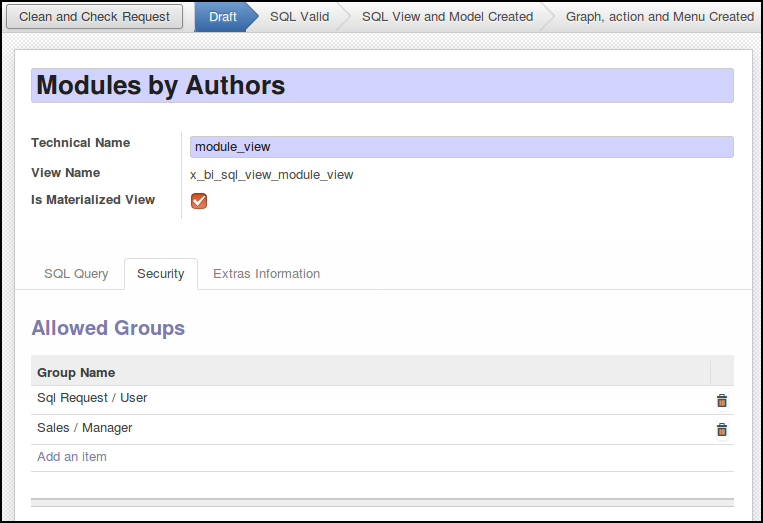 Clean and Check Request Draft SQL Valid SQL View and Model Created Graph, action and Menu Created
Modules by Authors
Technical Name module_view
View Name x_bi_sql_view_module_view
Is Materialized View
SQL Query Security Extras Information
Allowed Groups
Group Name
Sql Request / User
Sales / Manager
Add an item